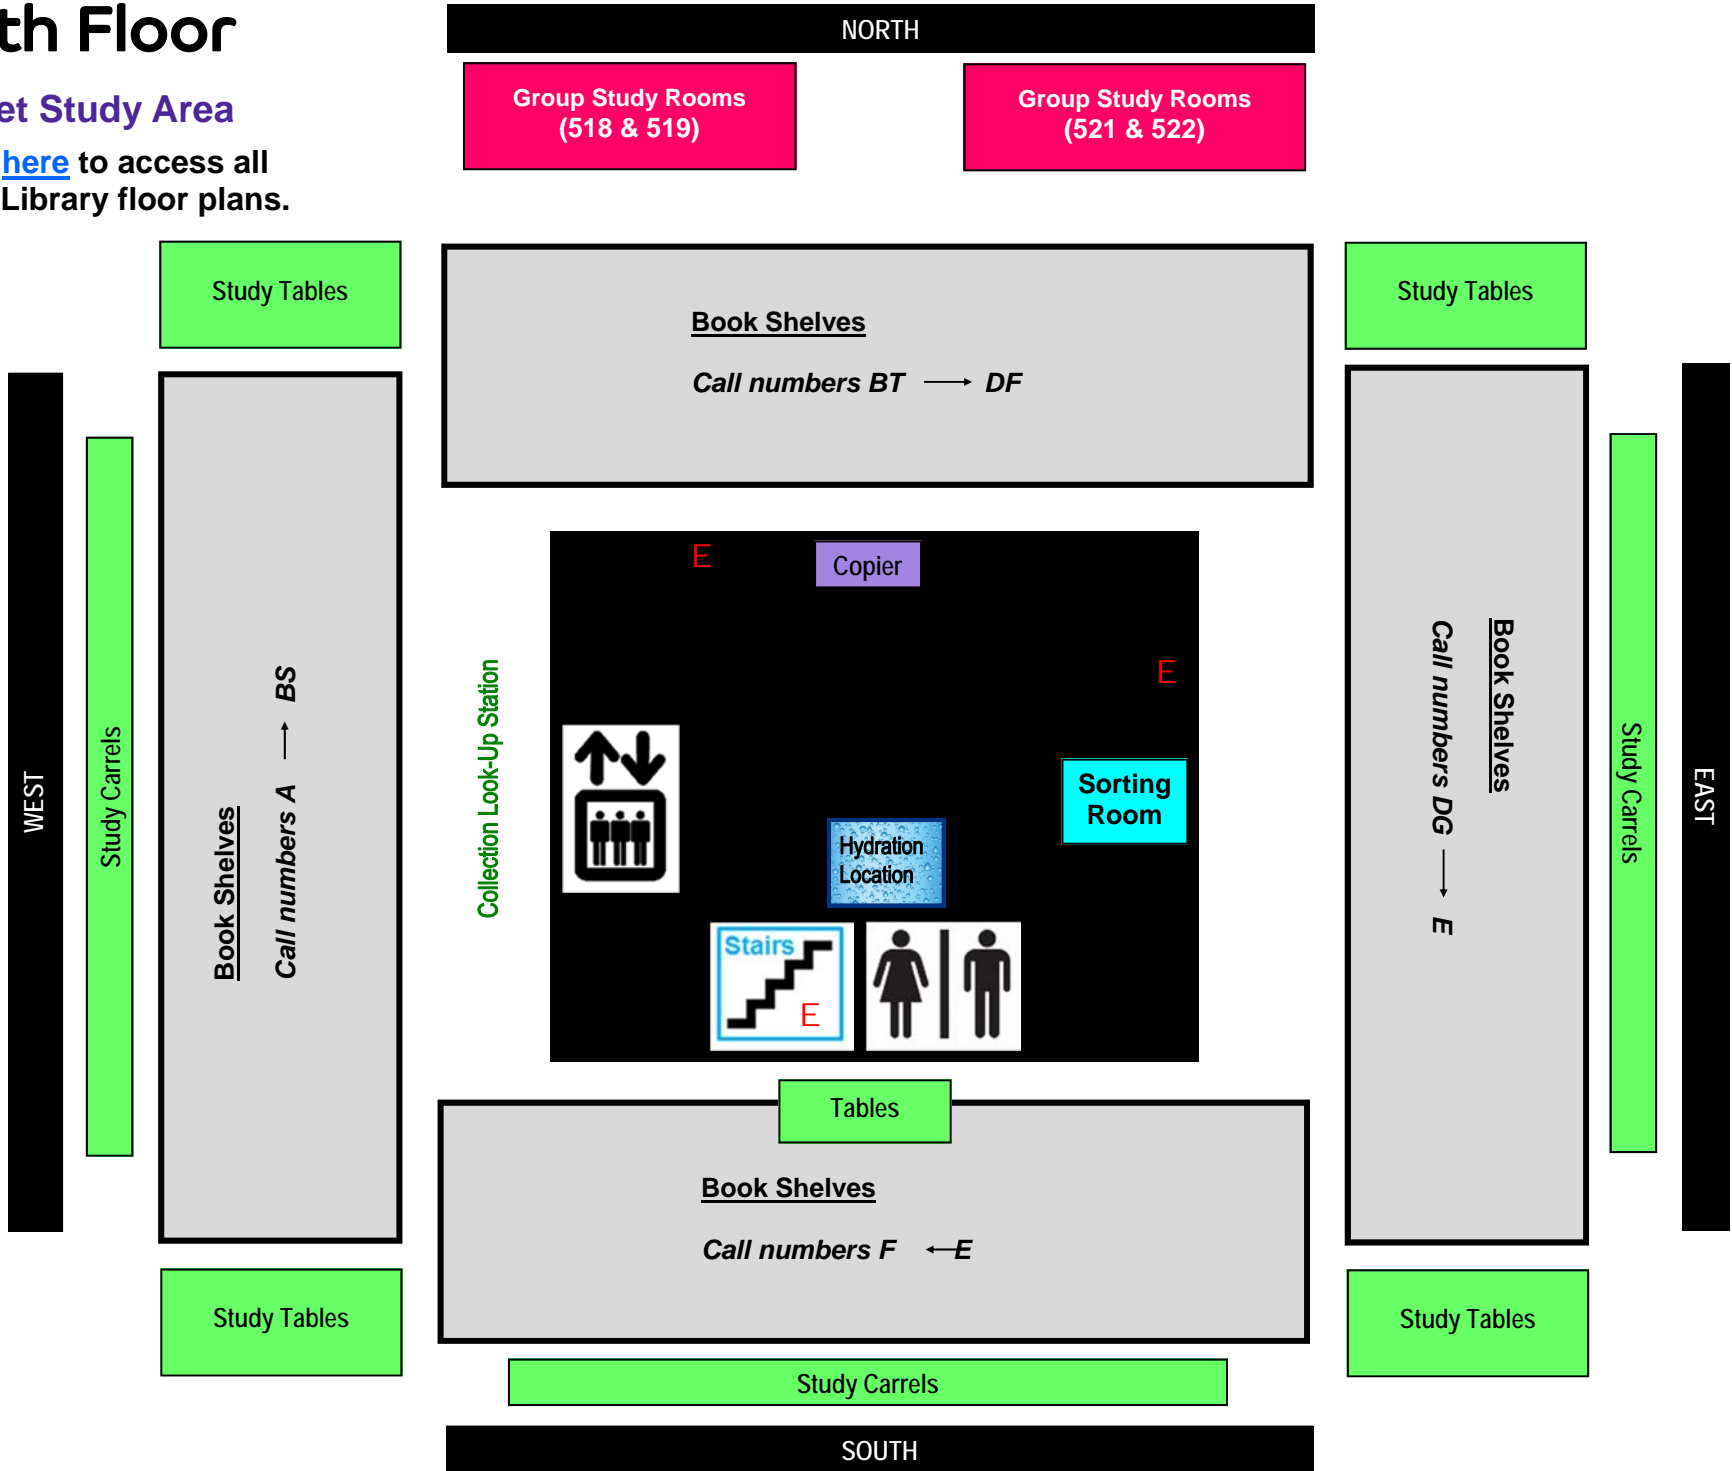 th Floor
et Study Area
here to access all
Library floor plans.
NORTH
Group Study Rooms
(518 & 519)
Group Study Rooms
(521 & 522)
Study Tables
Book Shelves
Call numbers BT → DF
Study Tables
WEST
Study Carrels
Book Shelves
Call numbers A → BS
Collection Look-Up Station
E
Copier
E
Sorting
Room
Hydration
Location
Stairs
E
Book Shelves
Call numbers DG → E
Study Carrels
EAST
Tables
Book Shelves
Call numbers F ← E
Study Tables
Study Tables
Study Carrels
SOUTH